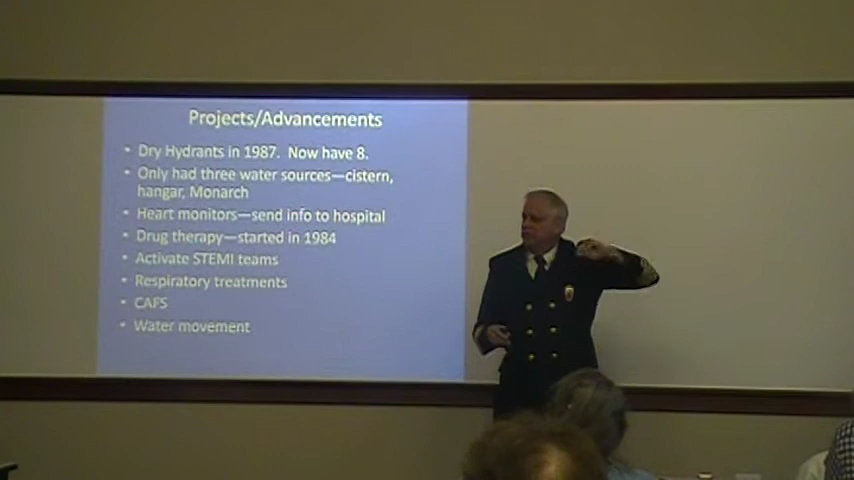 Projects/Advancements
• Dry Hydrants in 1987. Now have 8.
• Only had three water sources—cistern,
hangar, Monarch
• Heart monitors—send info to hospital
• Drug therapy—started in 1984
• Activate STEMI teams
• Respiratory treatments
• CAFS
• Water movement